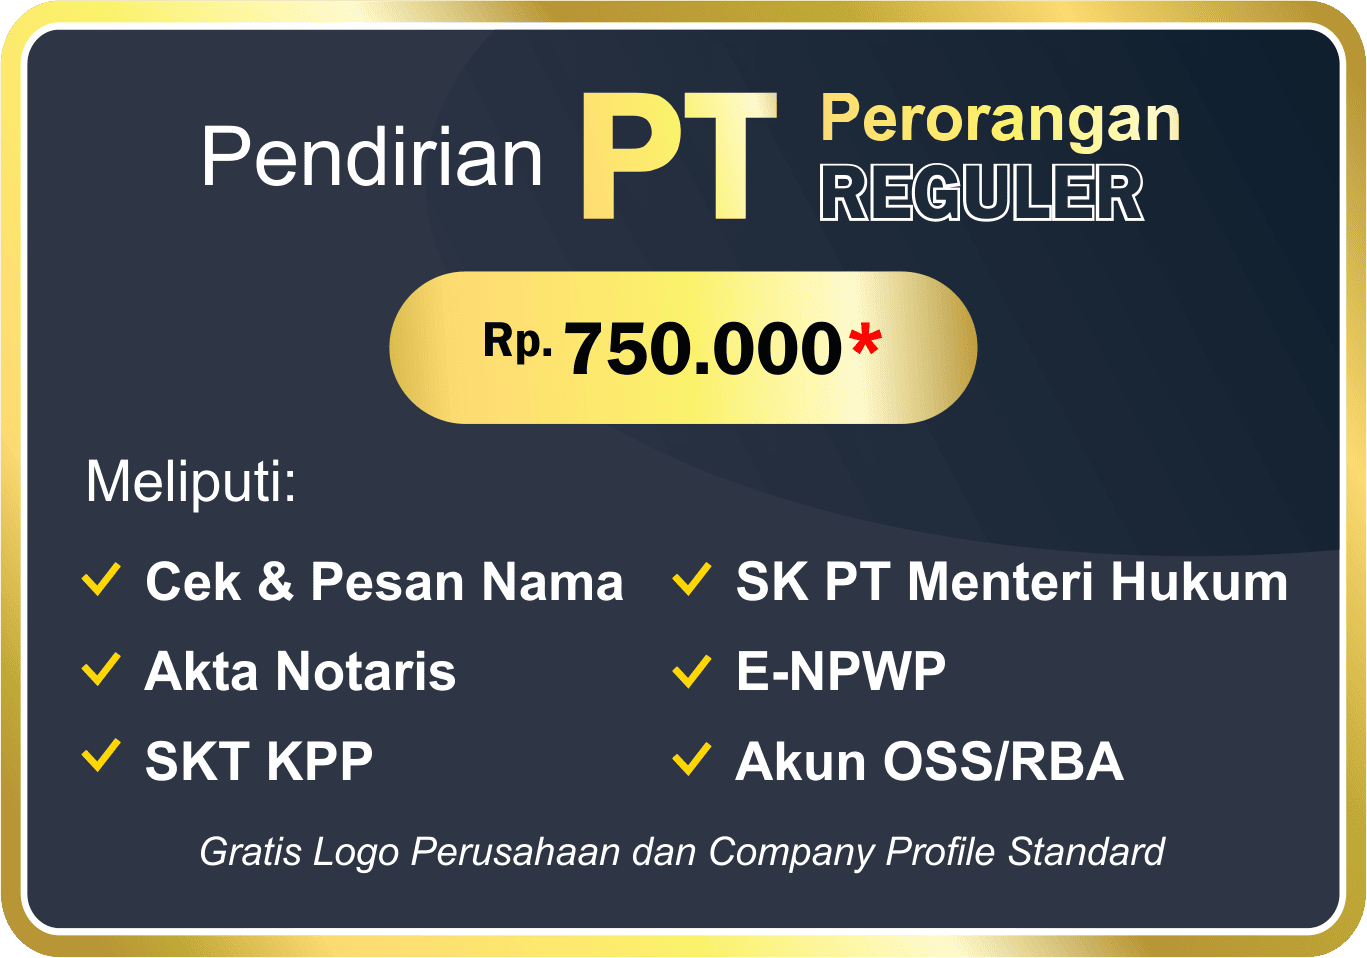 Pendirian PT Perorangan
REGULER
Rp. 750.000*
Meliputi:
Cek & Pesan Nama
Akta Notaris
SKT KPP
SK PT Menteri Hukum
E-NPWP
Akun OSS/RBA
Gratis Logo Perusahaan dan Company Profile Standard